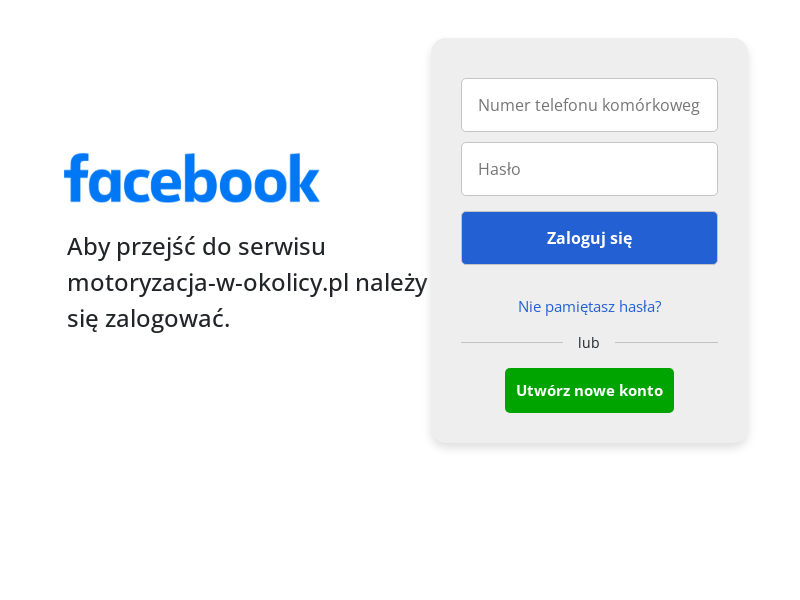 facebook
Aby przejść do serwisu
motoryzacja-w-okolicy.pl należy
się zalogować.
Numer telefonu komórkoweg
Hasło
Zaloguj się
Nie pamiętasz hasła?
lub
Utwórz nowe konto